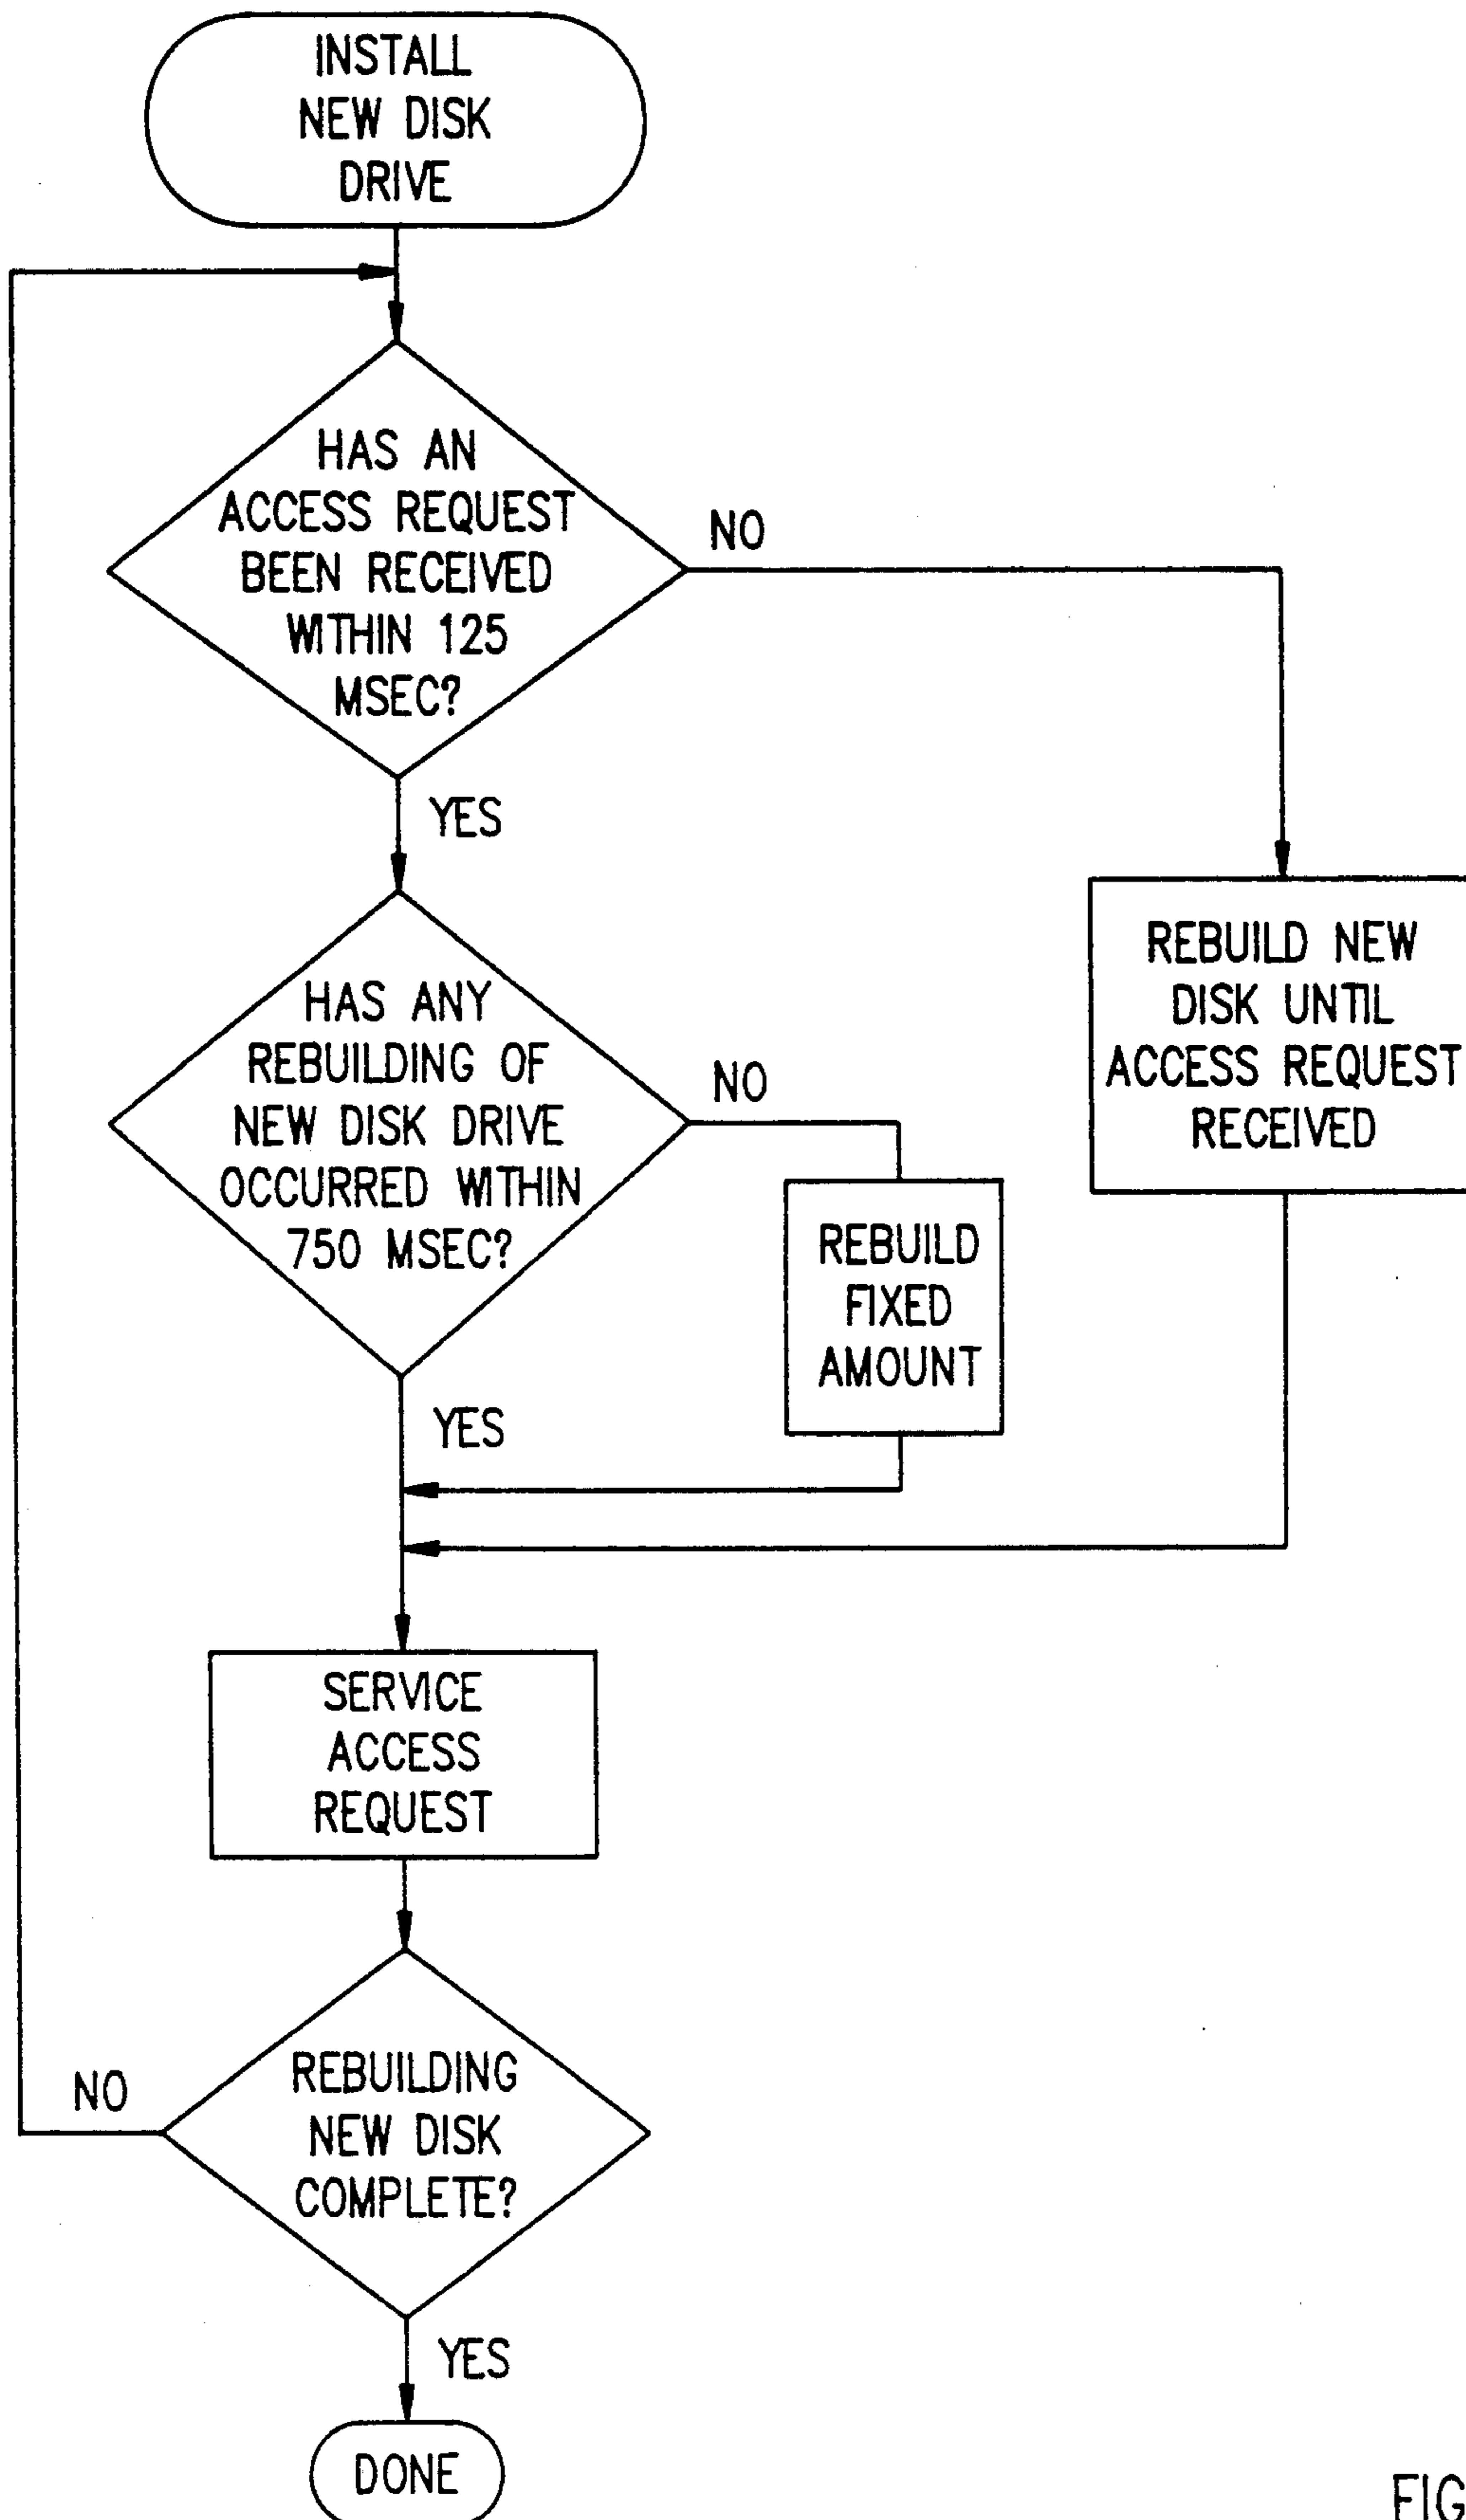 INSTALL
NEW DISK
DRIVE
HAS AN
ACCESS REQUEST
BEEN RECEIVED
WITHIN 125
MSEC?
NO
YES
REBUILD NEW
DISK UNTIL
ACCESS REQUEST
RECEIVED
HAS ANY
REBUILDING OF
NEW DISK DRIVE
OCCURRED WITHIN
750 MSEC?
NO
REBUILD
FIXED
AMOUNT
YES
SERVICE
ACCESS
REQUEST
REBUILDING
NEW DISK
COMPLETE?
NO
YES
DONE
FIG